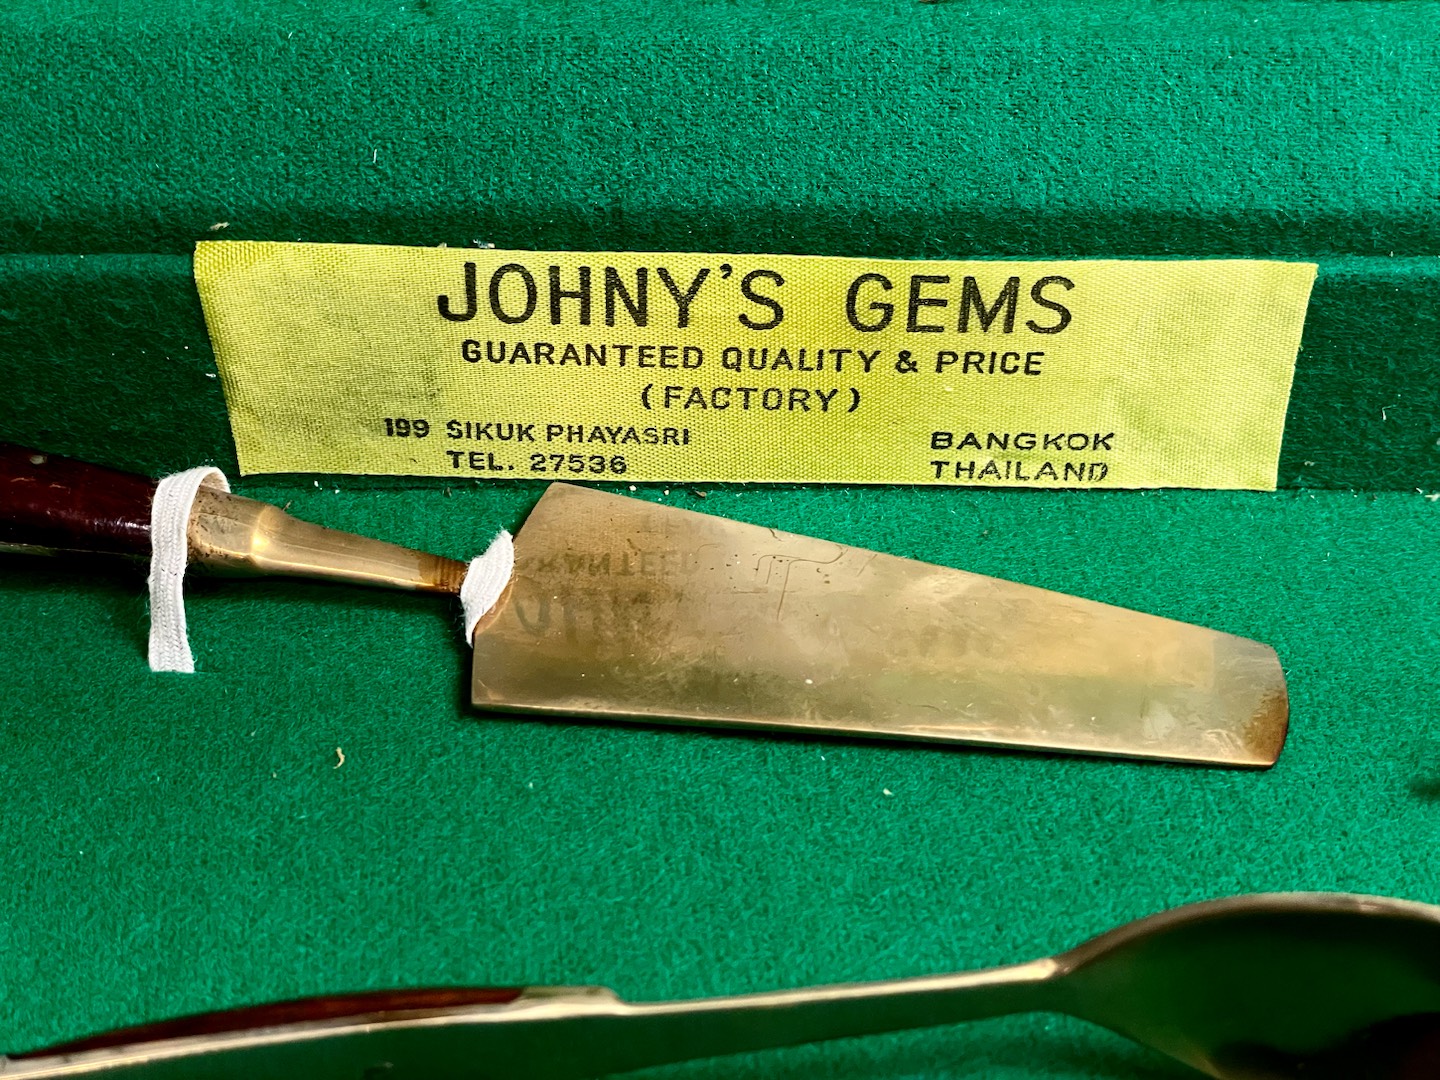 JOHNY'S GEMS
GUARANTEED QUALITY & PRICE
(FACTORY)
199 SIKUK PHAYASRI BANGKOK
TEL. 27536 THAILAND